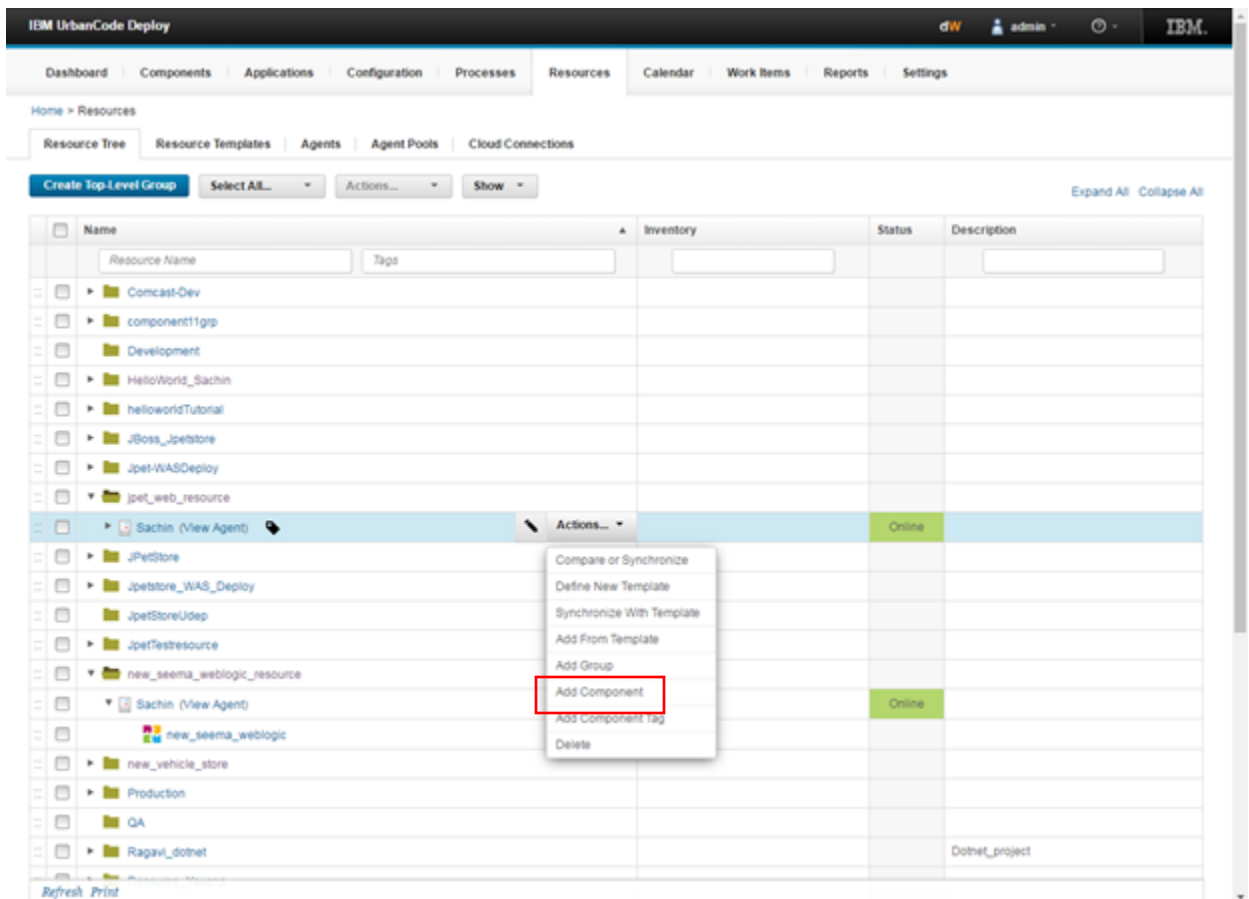 IBM UrbanCode Deploy dW admin IBM.
Dashboard Components Applications Configuration Processes Resources Calendar Work Items Reports Settings
Home > Resources
Resource Tree Resource Templates Agents Agent Pools Cloud Connections
Create Top-Level Group Select All... Actions... Show Expand All Collapse All
Name Inventory Status Description
Resource Name Tags
Comcast-Dev
component11grp
Development
HelloWorld_Sachin
helloworldTutorial
JBoss_Jpetstore
Jpet-WASDeploy
jpet_web_resource
Sachin (View Agent) Actions... Online
Compare or Synchronize
JPetStore
Define New Template
Jpetstore_WAS_Deploy
Synchronize With Template
JpetStoreUdep
Add From Template
JpetTestresource
Add Group
new_seema_weblogic_resource
Add Component
Sachin (View Agent) Online
Add Component Tag
new_seema_weblogic
Delete
new_vehicle_store
Production
QA
Ragavi_dotnet Dotnet_project
Refresh Print